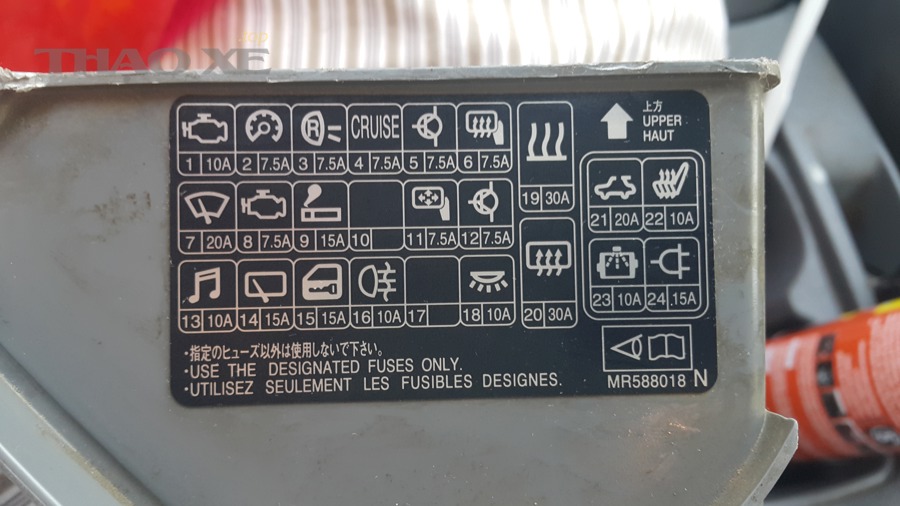 shop
THAO XE
CRUISE
1 10A 2 7.5A 3 7.5A 4 7.5A 5 7.5A 6 7.5A
7 20A 8 7.5A 9 15A 10 11 7.5A 12 7.5A
13 10A 14 15A 15 15A 16 10A 17 18 10A
19 30A
20 30A
上方
UPPER
HAUT
21 20A 22 10A
23 10A 24 15A
・指定のヒューズ以外は使用しないで下さい。
・USE THE DESIGNATED FUSES ONLY.
・UTILISEZ SEULEMENT LES FUSIBLES DESIGNES.
MR588018 N